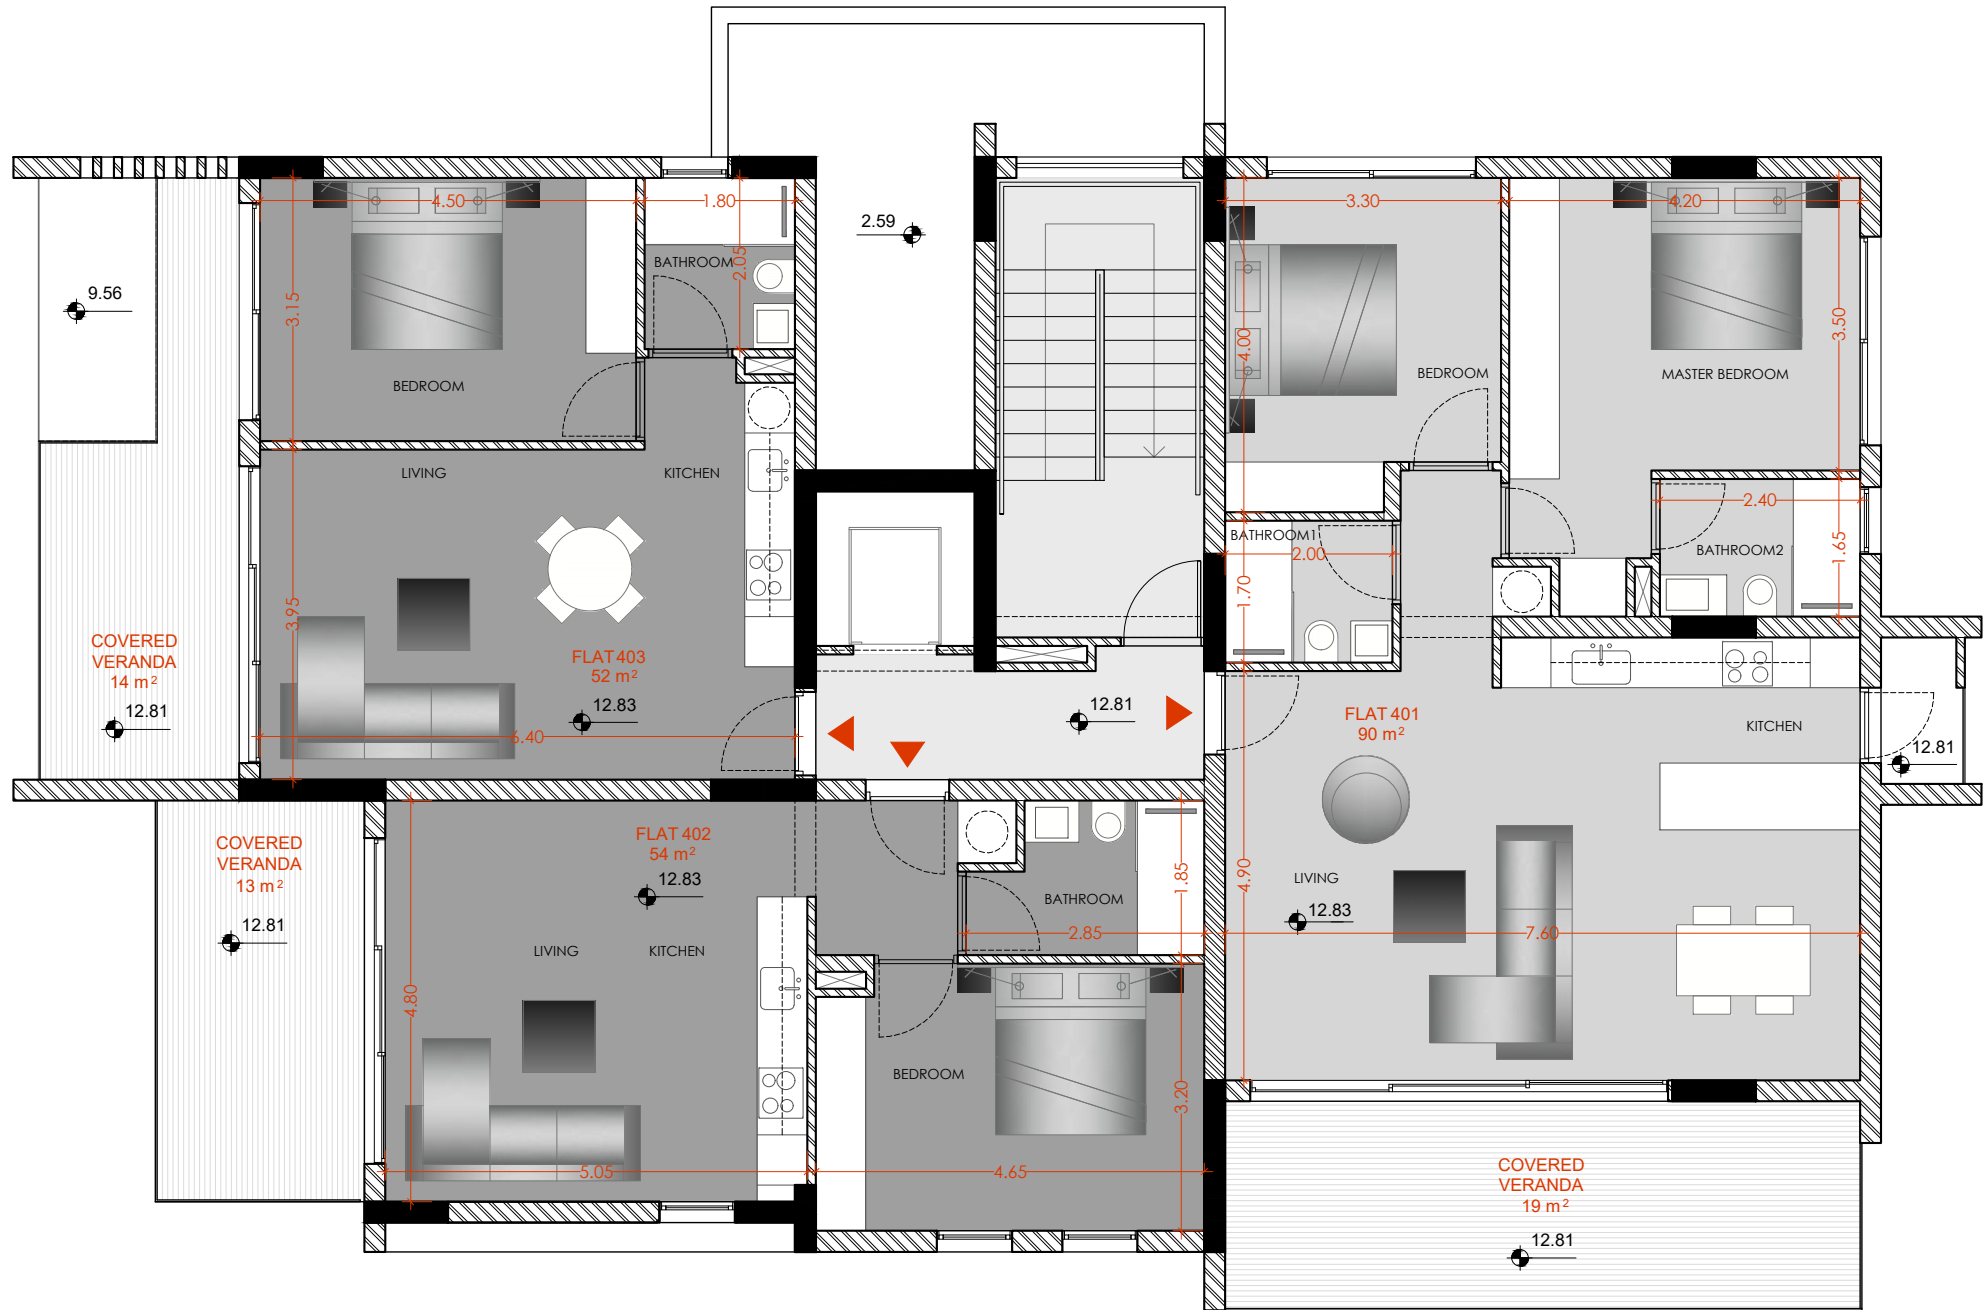 4.50
1.80
BATHROOM
2.05
3.15
BEDROOM
9.56
2.59
3.30
4.20
4.00
BEDROOM
3.50
MASTER BEDROOM
LIVING
KITCHEN
BATHROOM1
2.00
1.70
2.40
BATHROOM2
1.65
3.95
COVERED
VERANDA
14 m²
12.81
FLAT 403
52 m²
12.83
6.40
12.81
FLAT 401
90 m²
KITCHEN
12.81
COVERED
VERANDA
13 m²
12.81
FLAT 402
54 m²
12.83
LIVING
KITCHEN
4.80
5.05
BATHROOM
1.85
2.85
BEDROOM
3.20
4.65
4.90
LIVING
12.83
7.60
COVERED
VERANDA
19 m²
12.81